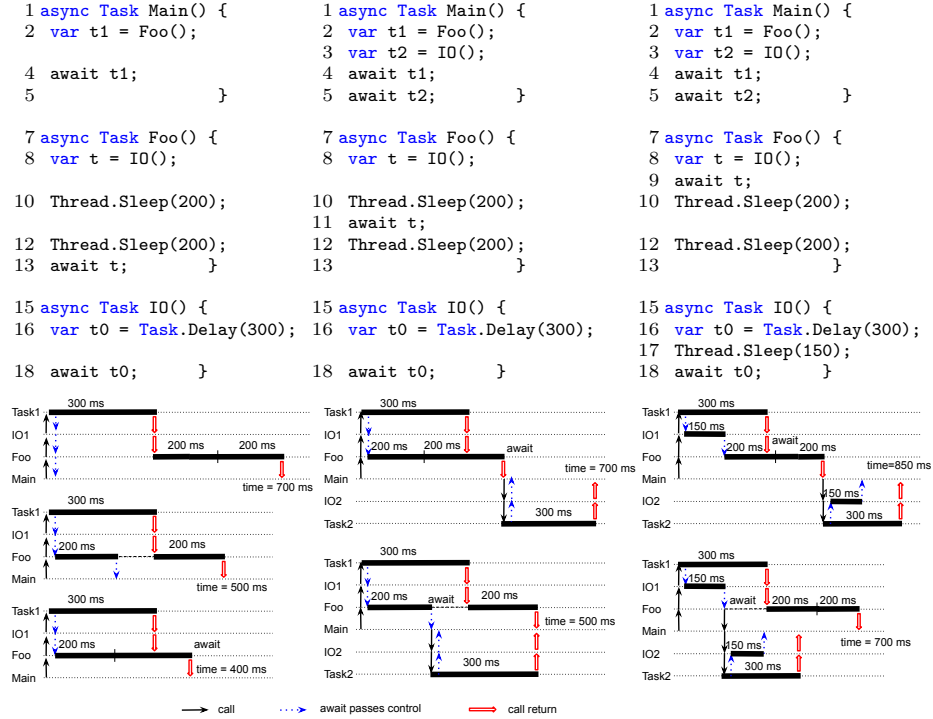 1 async Task Main() {
2 var t1 = Foo();
4 await t1;
5 }
7 async Task Foo() {
8 var t = IO();
10 Thread.Sleep(200);
12 Thread.Sleep(200);
13 await t; }
15 async Task IO() {
16 var t0 = Task.Delay(300);
18 await t0; }
1 async Task Main() {
2 var t1 = Foo();
3 var t2 = IO();
4 await t1;
5 await t2; }
7 async Task Foo() {
8 var t = IO();
10 Thread.Sleep(200);
11 await t;
12 Thread.Sleep(200);
13 }
15 async Task IO() {
16 var t0 = Task.Delay(300);
18 await t0; }
1 async Task Main() {
2 var t1 = Foo();
3 var t2 = IO();
4 await t1;
5 await t2; }
7 async Task Foo() {
8 var t = IO();
9 await t;
10 Thread.Sleep(200);
12 Thread.Sleep(200);
13 }
15 async Task IO() {
16 var t0 = Task.Delay(300);
17 Thread.Sleep(150);
18 await t0; }
300 ms
Task1
IO1
200 ms 200 ms
Foo
Main
time = 700 ms
300 ms
Task1
IO1
200 ms 200 ms
Foo
Main
time = 500 ms
300 ms
Task1
IO1
200 ms await
Foo
time = 400 ms
Main
300 ms
Task1
IO1
200 ms 200 ms await
Foo
time = 700 ms
Main
IO2
300 ms
Task2
300 ms
Task1
IO1
200 ms await 200 ms
Foo
time = 500 ms
Main
IO2
300 ms
Task2
300 ms
Task1
150 ms
IO1
await
200 ms 200 ms
Foo
time=850 ms
Main
150 ms
IO2
300 ms
Task2
300 ms
Task1
150 ms
IO1
await 200 ms 200 ms
Foo
Main
time = 700 ms
150 ms
IO2
300 ms
Task2
call await passes control call return